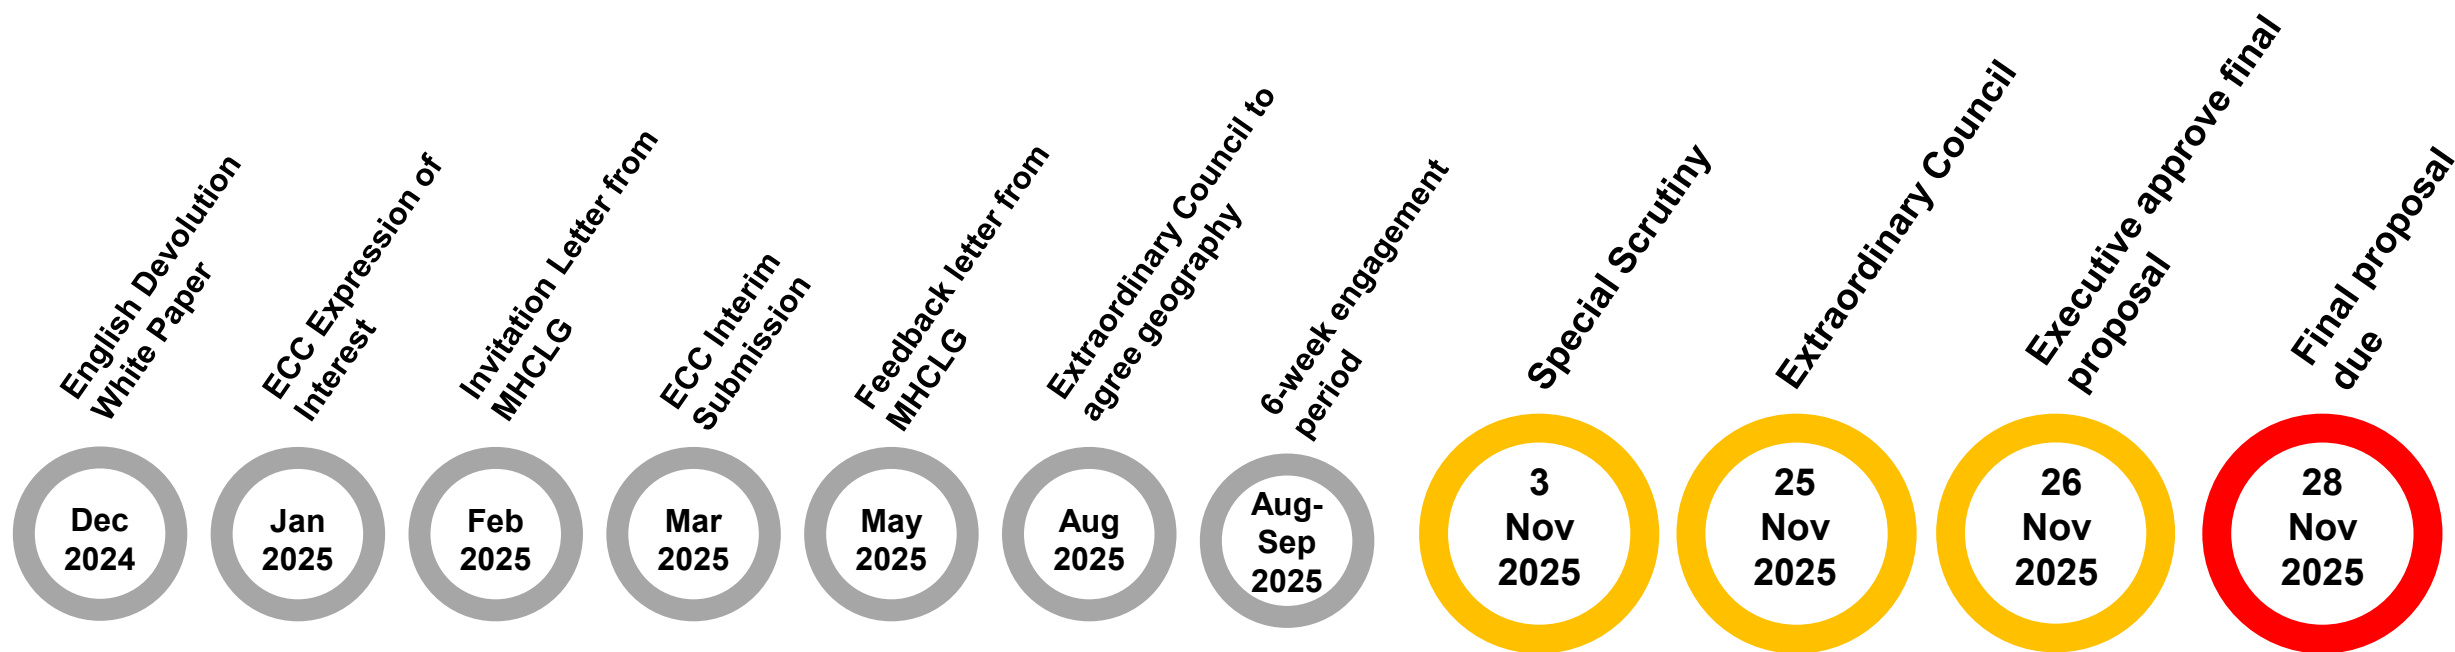 English Devolution
White Paper
Dec
2024
ECC Expression of
Interest
Jan
2025
Invitation Letter from
MHCLG
Feb
2025
ECC Interim
Submission
Mar
2025
Feedback letter from
MHCLG
May
2025
Extraordinary Council to
agree geography
Aug
2025
6-week engagement
period
Aug-
Sep
2025
Special Scrutiny
3
Nov
2025
Extraordinary Council
25
Nov
2025
Executive approve final
proposal
26
Nov
2025
Final proposal
due
28
Nov
2025